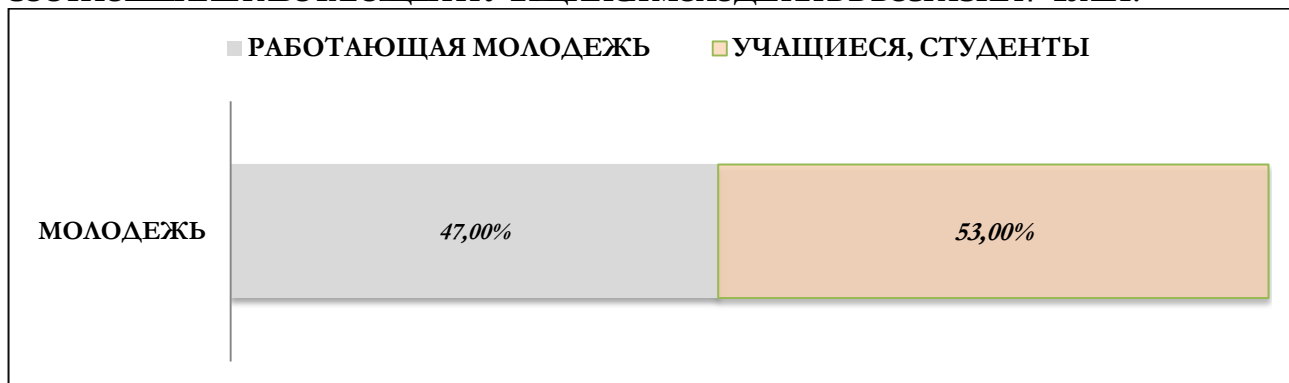 РАБОТАЮЩАЯ МОЛОДЕЖЬ УЧАЩИЕСЯ, СТУДЕНТЫ
МОЛОДЕЖЬ 47,00% 53,00%